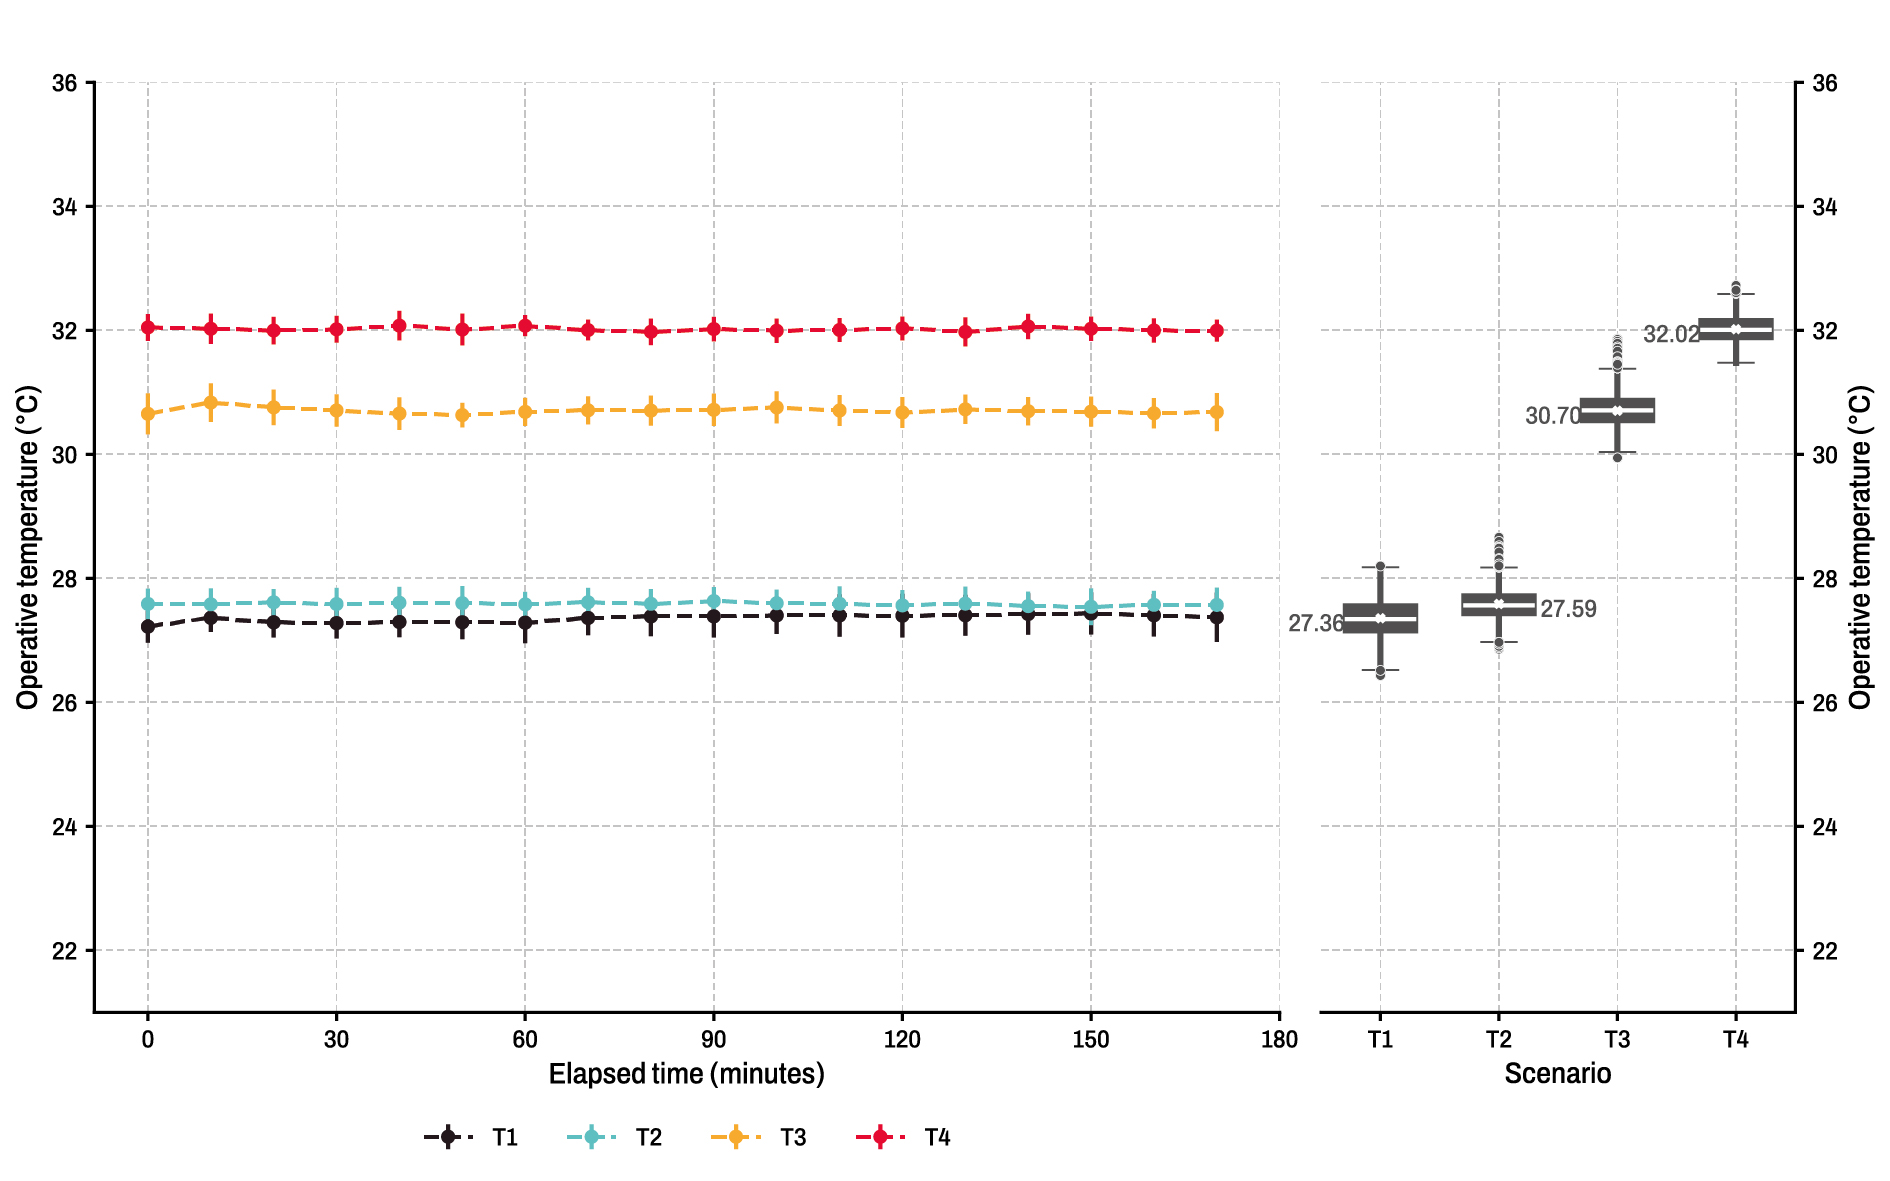 36
34
32
30
28
26
24
22
Operative temperature (°C)
0 30 60 90 120 150 180
Elapsed time (minutes)
27.36
27.59
30.70
32.02
T1 T2 T3 T4
Scenario
36
34
32
30
28
26
24
22
Operative temperature (°C)
T1 T2 T3 T4